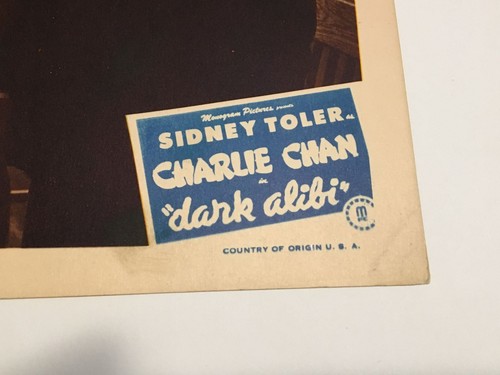 Monogram Pictures presents
SIDNEY TOLER as
CHARLIE CHAN
in
"dark alibi"
M
COUNTRY OF ORIGIN U. S. A.